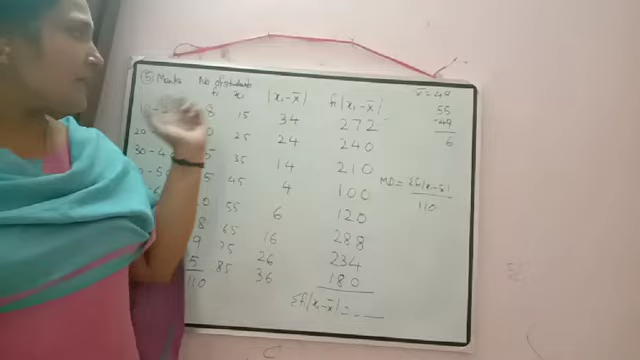 ⑤ Marks No of students |xi - x̄| fi|xi - x̄| x̄ = 49
fi xi
8 15 34 272
25 24 240
30-4 35 14 210
45 4 100
55 6 120
8 65 16 288
9 75 26 234
5 85 36 180
110
Σfi|xi - x̄| = - ___
55
-49
6
MD = Σfi|x - x̄|
110